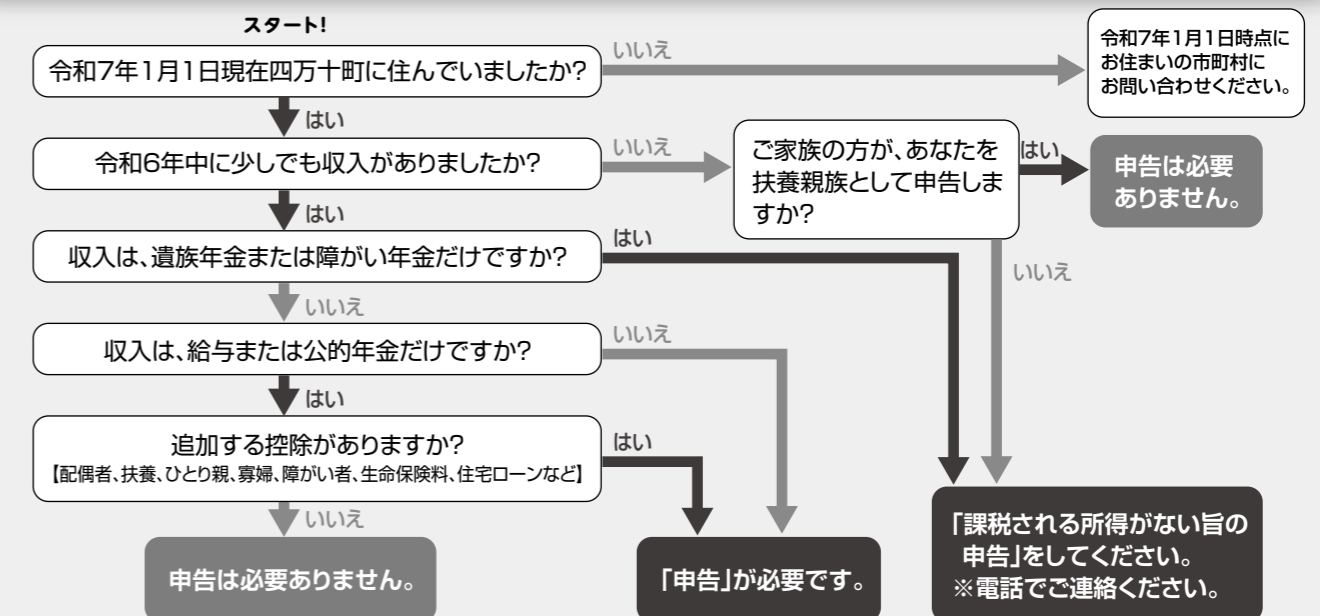 スタート!
令和7年1月1日現在四万十町に住んでいましたか?
いいえ
令和7年1月1日時点に
お住まいの市町村に
お問い合わせください。
はい
令和6年中に少しでも収入がありましたか?
いいえ
ご家族の方が、あなたを
扶養親族として申告しま
すか?
はい
申告は必要
ありません。
はい
収入は、遺族年金または障がい年金だけですか?
はい
いいえ
いいえ
収入は、給与または公的年金だけですか?
いいえ
はい
追加する控除がありますか?
【配偶者、扶養、ひとり親、寡婦、障がい者、生命保険料、住宅ローンなど】
はい
いいえ
申告は必要ありません。
「申告」が必要です。
「課税される所得がない旨の
申告」をしてください。
※電話でご連絡ください。